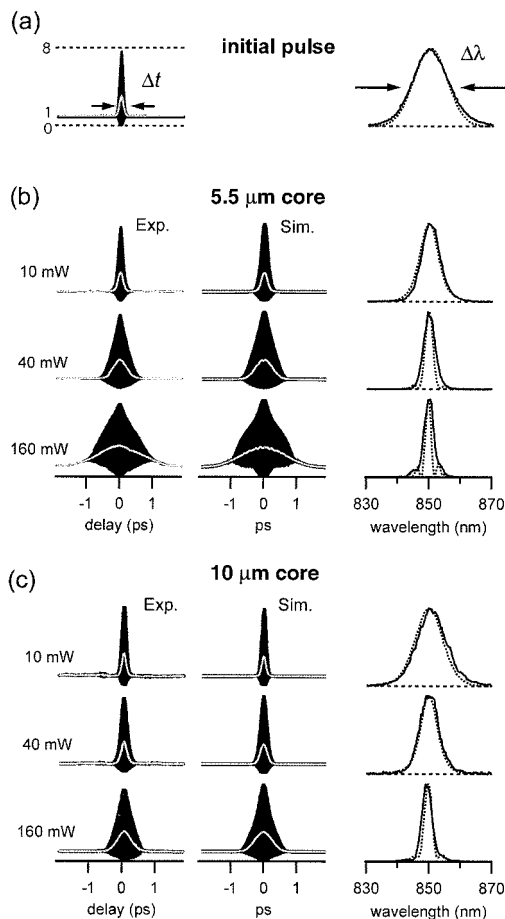 (a)
initial pulse
8
1
0
Δt
Δλ
830 850 870
(b)
5.5 μm core
Exp. Sim.
10 mW
40 mW
160 mW
-1 0 1
delay (ps)
-1 0 1
ps
830 850 870
wavelength (nm)
(c)
10 μm core
Exp. Sim.
10 mW
40 mW
160 mW
-1 0 1
delay (ps)
-1 0 1
ps
830 850 870
wavelength (nm)